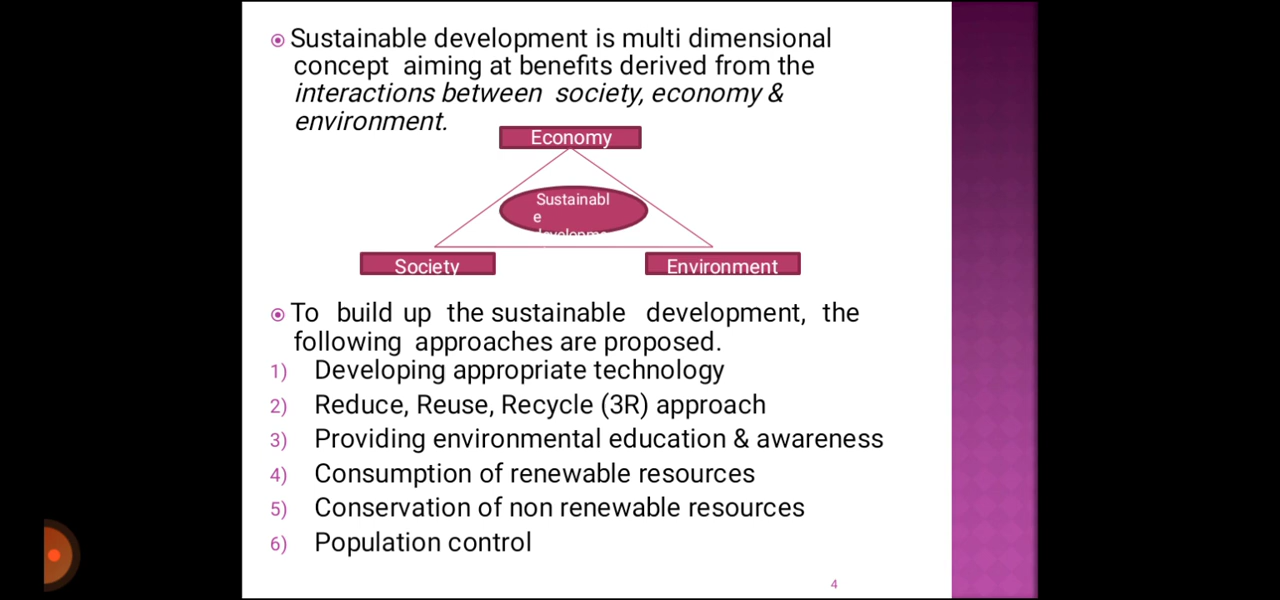 Sustainable development is multi dimensional
concept aiming at benefits derived from the
interactions between society, economy &
environment.
Economy
Sustainabl
e
developme
Society
Environment
To build up the sustainable development, the
following approaches are proposed.
1) Developing appropriate technology
2) Reduce, Reuse, Recycle (3R) approach
3) Providing environmental education & awareness
4) Consumption of renewable resources
5) Conservation of non renewable resources
6) Population control
4